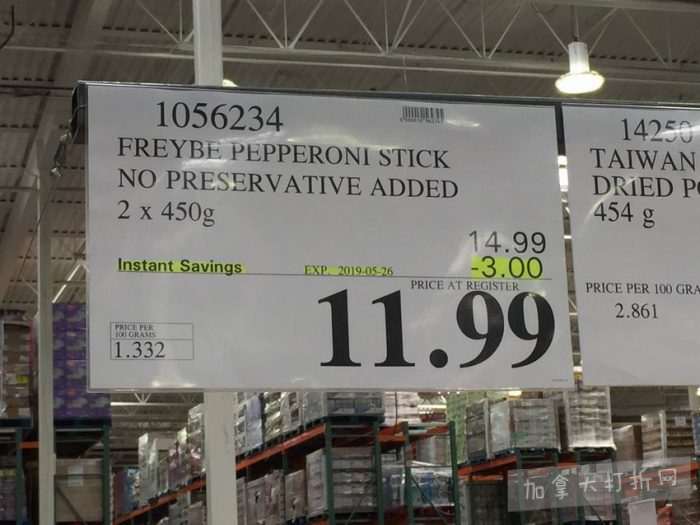 1056234
FREYBE PEPPERONI STICK
NO PRESERVATIVE ADDED
2 x 450g
14.99
Instant Savings EXP. 2019-05-26 -3.00
PRICE AT REGISTER
11.99
PRICE PER
100 GRAMS
1.332
14250
TAIWAN
DRIED P
454 g
PRICE PER 100 GRA
2.861
加拿大打折网